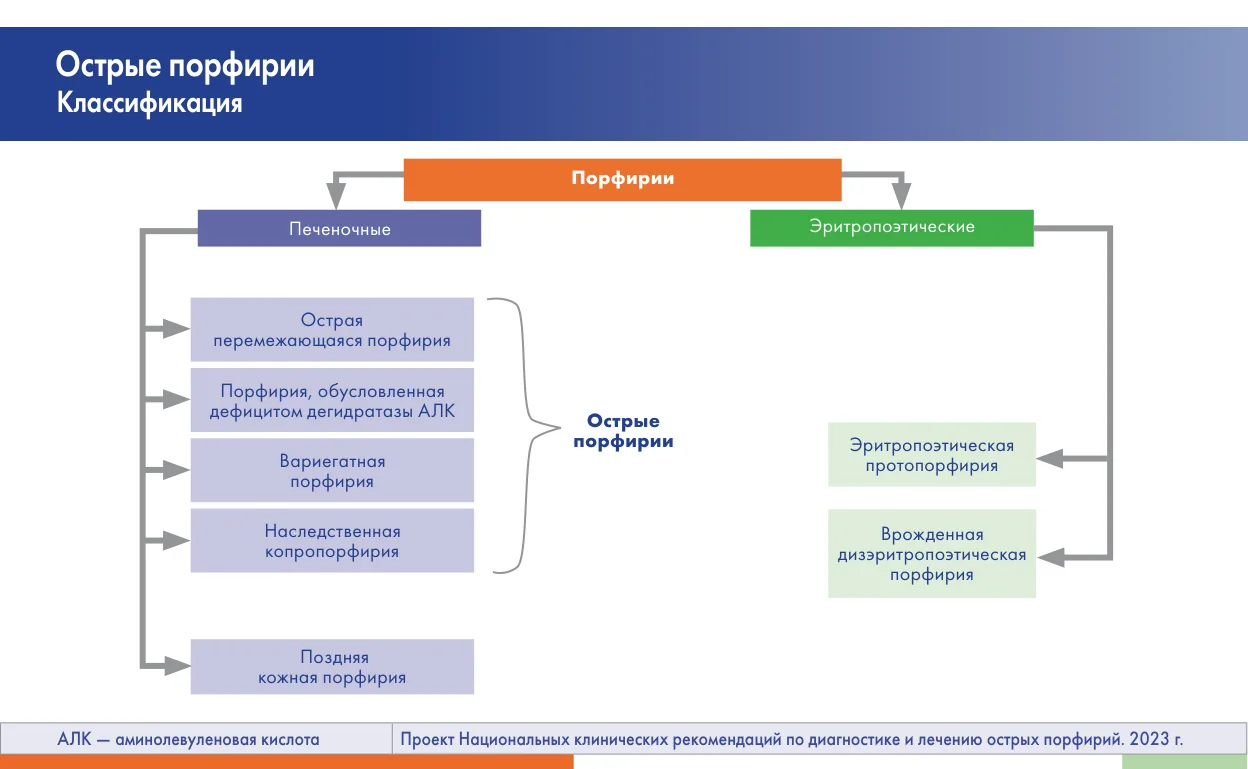 Острые порфирии
Классификация
Порфирии
Печеночные
Эритропоэтические
Острая
перемежающаяся порфирия
Порфирия, обусловленная
дефицитом дегидратазы АЛК
Вариегатная
порфирия
Наследственная
копропорфирия
Поздняя
кожная порфирия
Острые
порфирии
Эритропоэтическая
протопорфирия
Врожденная
дизэритропоэтическая
порфирия
АЛК — аминолевуленовая кислота
Проект Национальных клинических рекомендаций по диагностике и лечению острых порфирий. 2023 г.